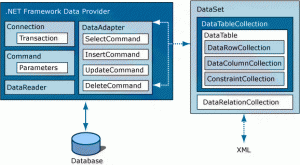 .NET Framework Data Provider
Connection
Transaction
Command
Parameters
DataReader
DataAdapter
SelectCommand
InsertCommand
UpdateCommand
DeleteCommand
Database
DataSet
DataTableCollection
DataTable
DataRowCollection
DataColumnCollection
ConstraintCollection
DataRelationCollection
XML